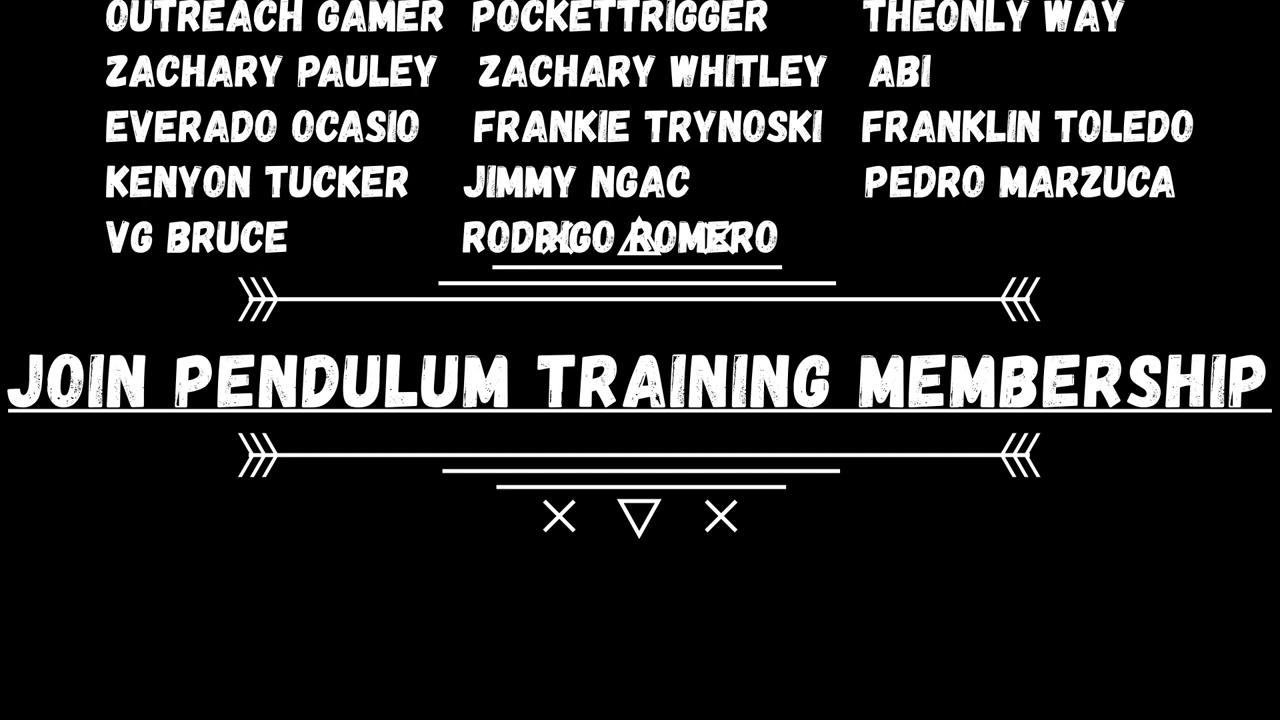 OUTREACH GAMER POCKETTRIGGER THEONLY WAY
ZACHARY PAULEY ZACHARY WHITLEY ABI
EVERADO OCASIO FRANKIE TRYNOSKI FRANKLIN TOLEDO
KENYON TUCKER JIMMY NGAC PEDRO MARZUCA
VG BRUCE RODRIGO ROMERO
JOIN PENDULUM TRAINING MEMBERSHIP